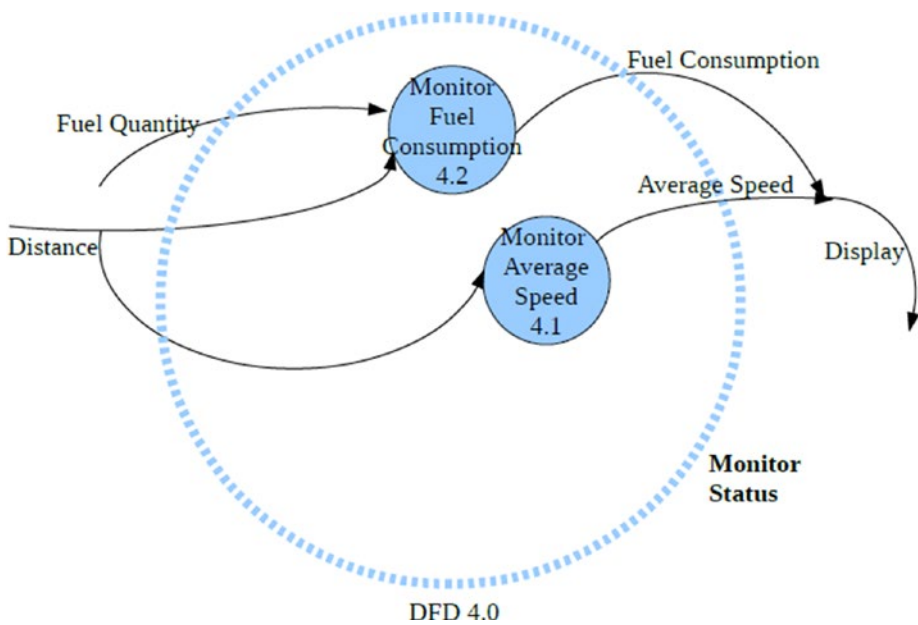 Fuel Consumption
Monitor
Fuel
Consumption
4.2
Fuel Quantity
Average Speed
Distance
Monitor
Average
Speed
4.1
Display
Monitor
Status
DFD 4.0